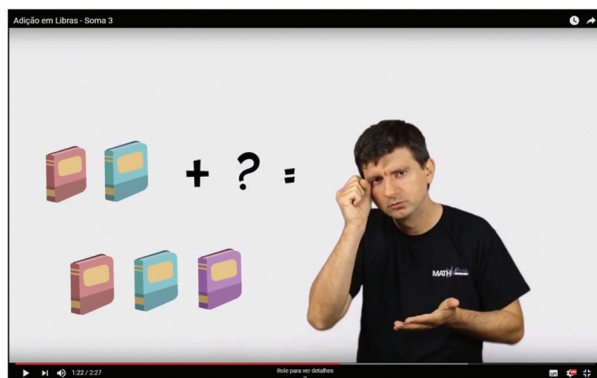 Adição em Libras - Soma 3
+ ? =
MATH
1:22 / 2:27
Role para ver detalhes